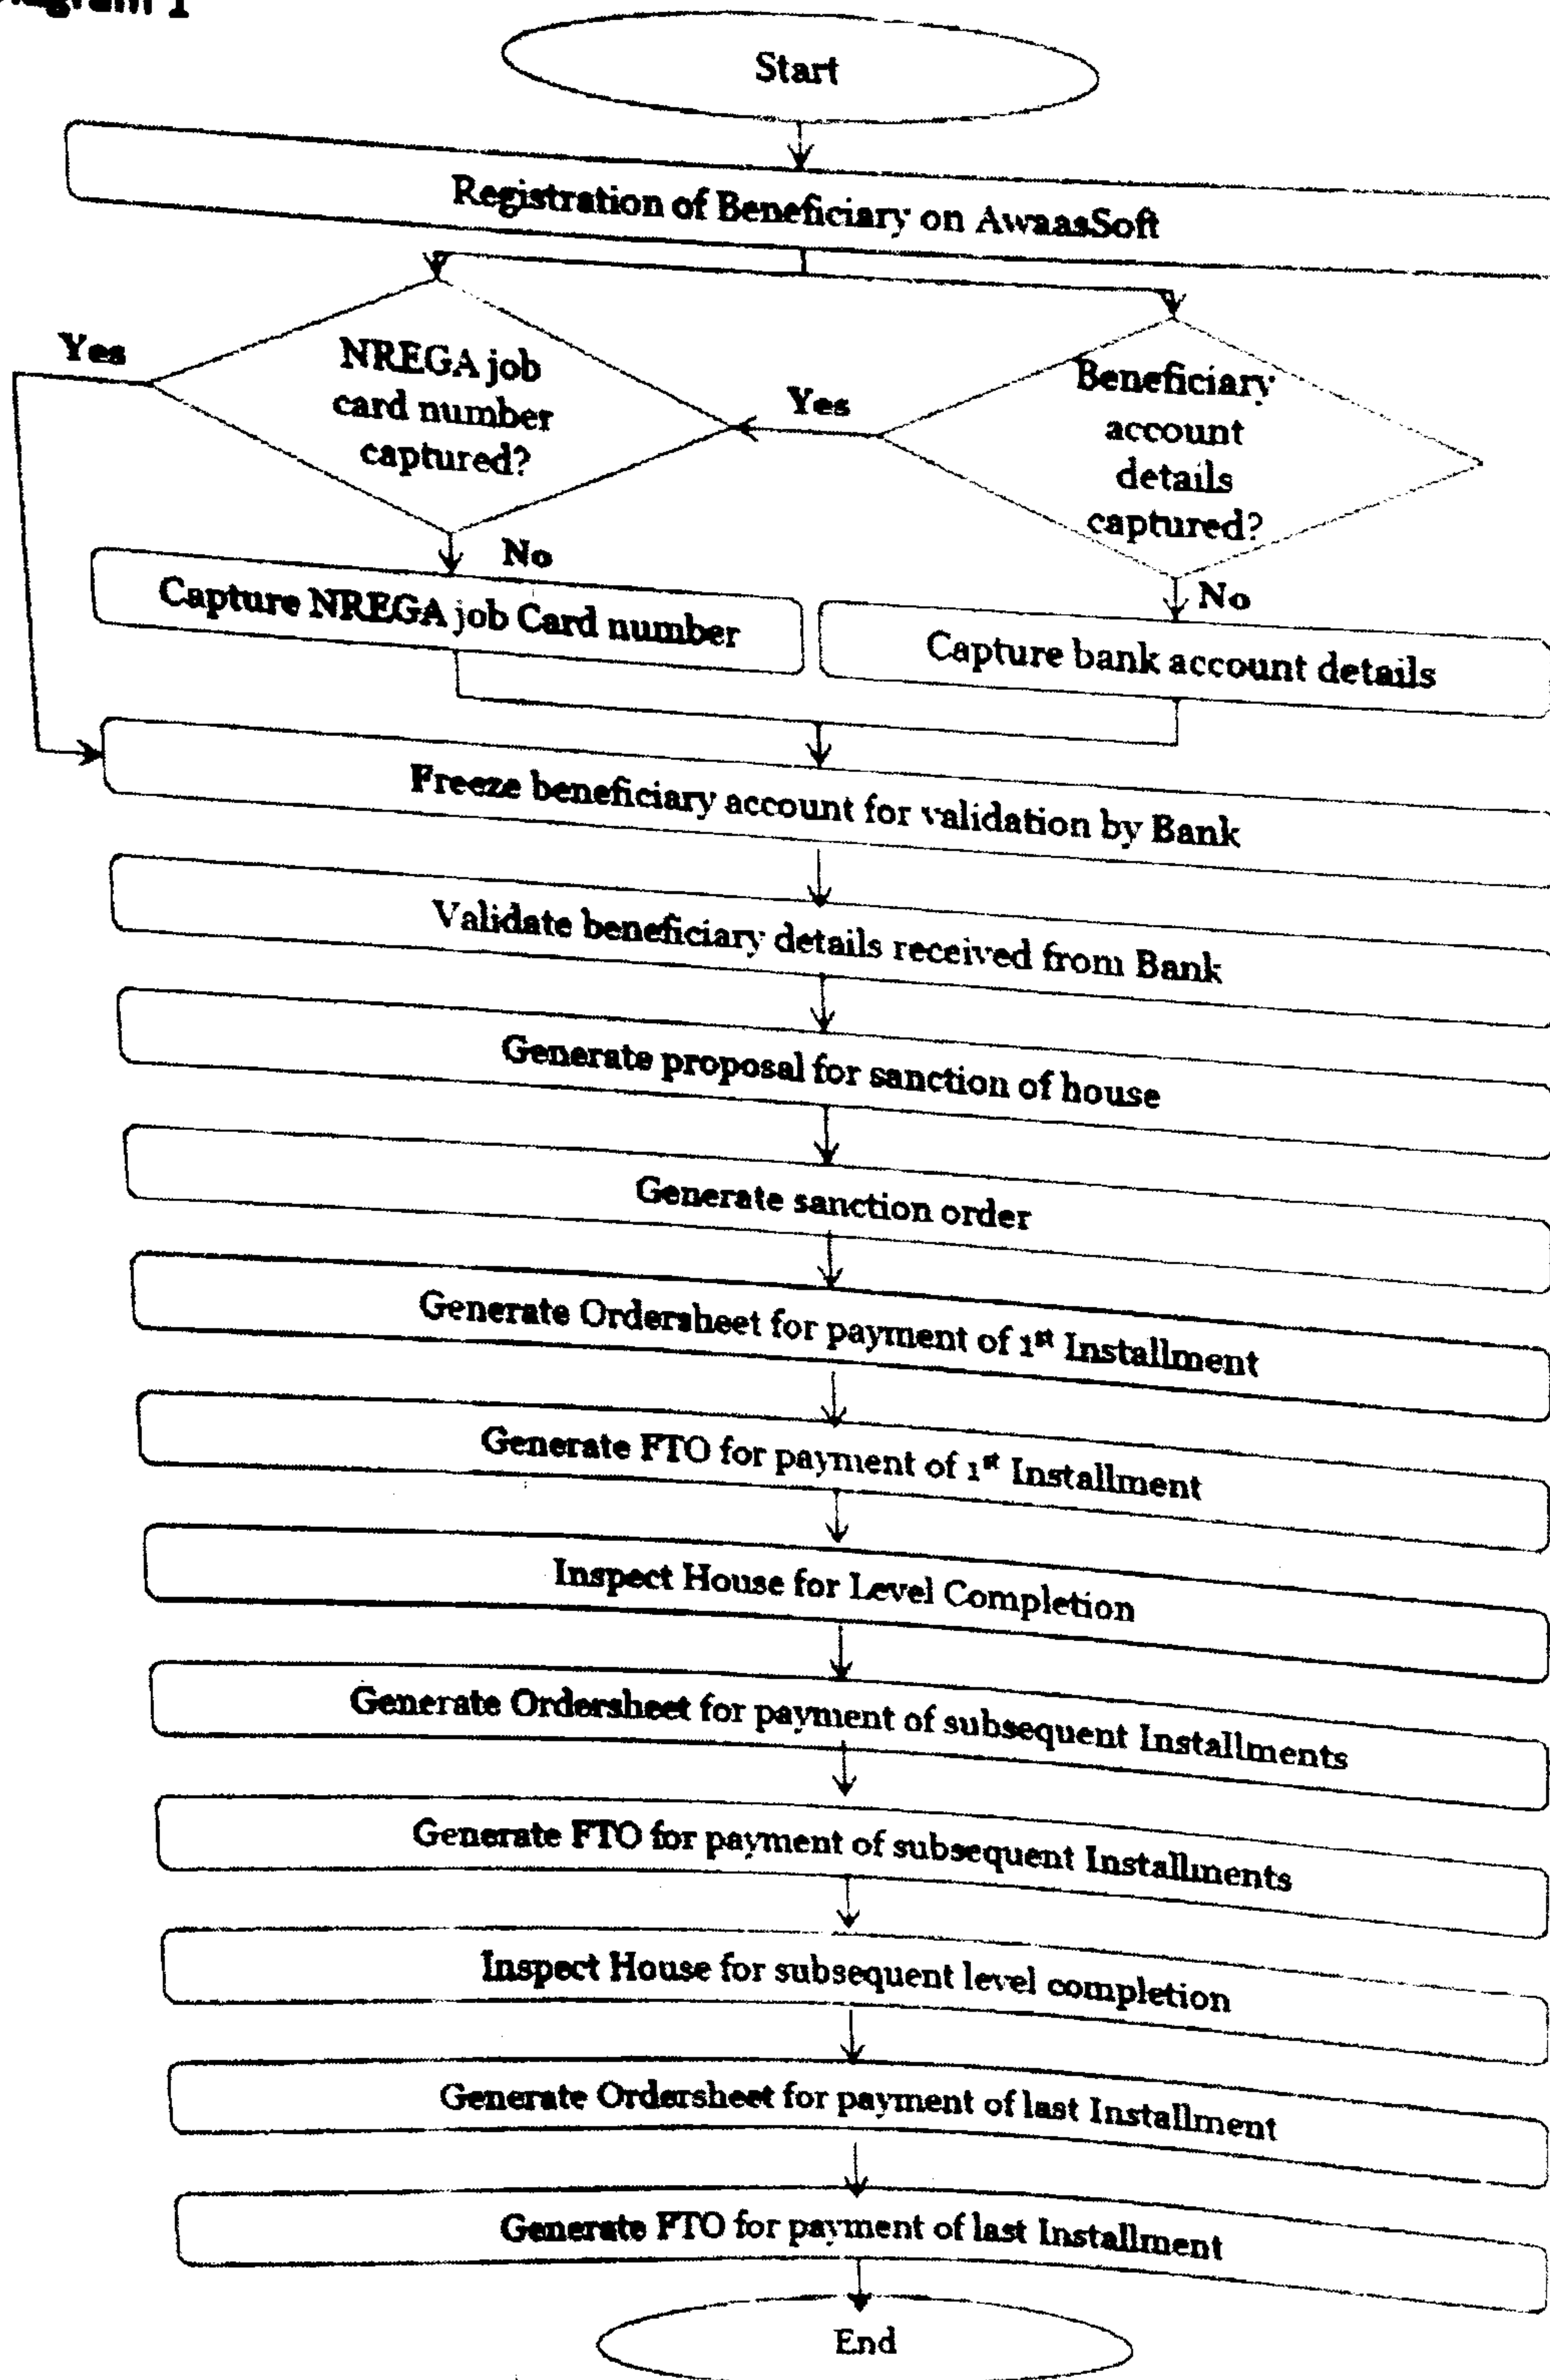 Diagram 1
Start
Registration of Beneficiary on AwaasSoft
Yes
NREGA job
card number
captured?
Yes
Beneficiary
account
details
captured?
No
No
Capture NREGA job Card number
Capture bank account details
Freeze beneficiary account for validation by Bank
Validate beneficiary details received from Bank
Generate proposal for sanction of house
Generate sanction order
Generate Ordersheet for payment of 1st Installment
Generate FTO for payment of 1st Installment
Inspect House for Level Completion
Generate Ordersheet for payment of subsequent Installments
Generate FTO for payment of subsequent Installments
Inspect House for subsequent level completion
Generate Ordersheet for payment of last Installment
Generate FTO for payment of last Installment
End